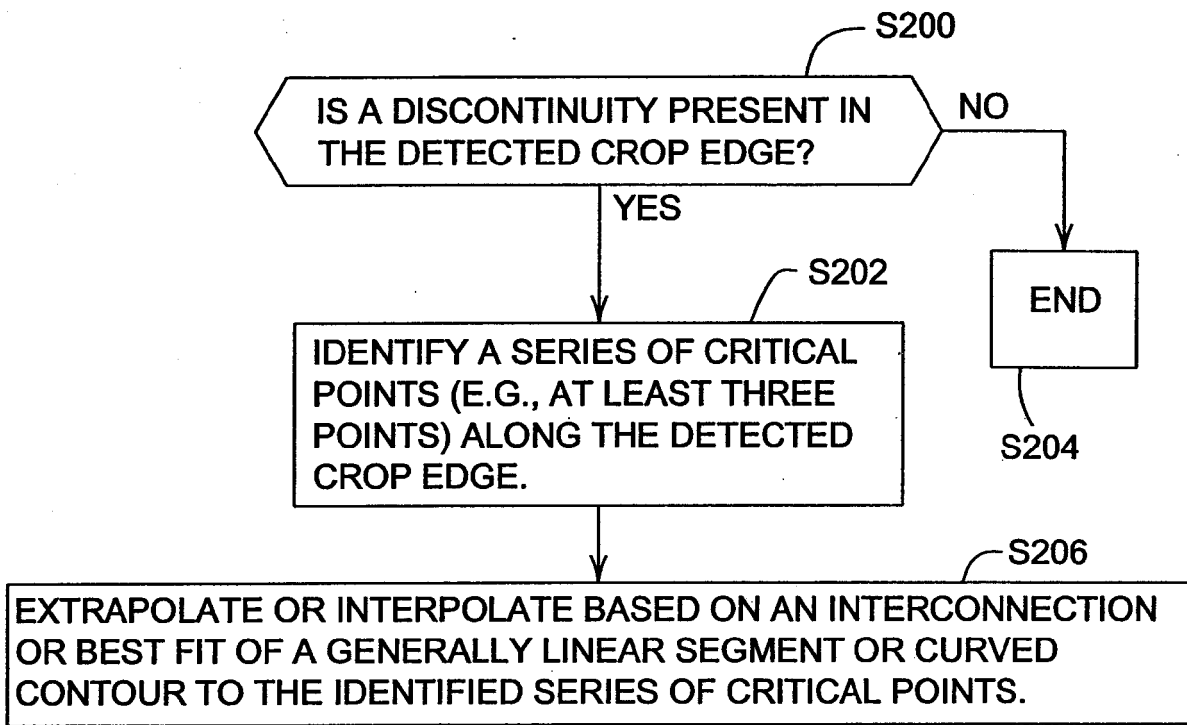 S200
IS A DISCONTINUITY PRESENT IN
THE DETECTED CROP EDGE?
NO
YES
END
S204
S202
IDENTIFY A SERIES OF CRITICAL
POINTS (E.G., AT LEAST THREE
POINTS) ALONG THE DETECTED
CROP EDGE.
S206
EXTRAPOLATE OR INTERPOLATE BASED ON AN INTERCONNECTION
OR BEST FIT OF A GENERALLY LINEAR SEGMENT OR CURVED
CONTOUR TO THE IDENTIFIED SERIES OF CRITICAL POINTS.